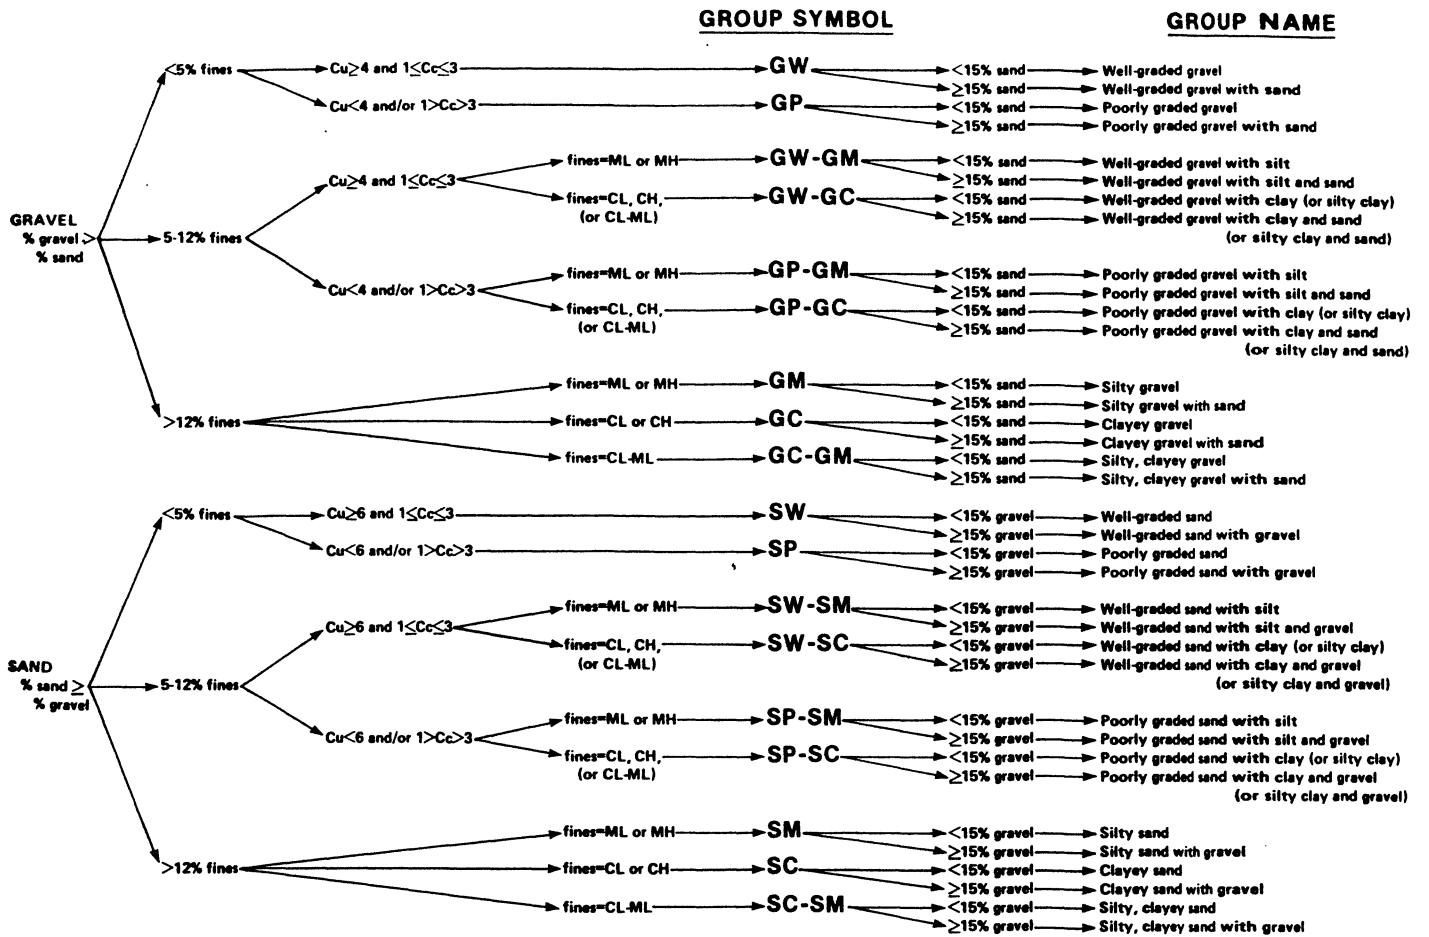 GROUP SYMBOL GROUP NAME
<5% fines Cu≥4 and 1≤Cc≤3 GW <15% sand Well-graded gravel
≥15% sand Well-graded gravel with sand
Cu<4 and/or 1>Cc>3 GP <15% sand Poorly graded gravel
≥15% sand Poorly graded gravel with sand
fines=ML or MH GW-GM <15% sand Well-graded gravel with silt
Cu≥4 and 1≤Cc≤3 ≥15% sand Well-graded gravel with silt and sand
fines=CL, CH, GW-GC <15% sand Well-graded gravel with clay (or silty clay)
(or CL-ML) ≥15% sand Well-graded gravel with clay and sand
GRAVEL
% gravel > 5-12% fines (or silty clay and sand)
% sand
fines=ML or MH GP-GM <15% sand Poorly graded gravel with silt
Cu<4 and/or 1>Cc>3 ≥15% sand Poorly graded gravel with silt and sand
fines=CL, CH, GP-GC <15% sand Poorly graded gravel with clay (or silty clay)
(or CL-ML) ≥15% sand Poorly graded gravel with clay and sand
(or silty clay and sand)
fines=ML or MH GM <15% sand Silty gravel
≥15% sand Silty gravel with sand
>12% fines fines=CL or CH GC <15% sand Clayey gravel
≥15% sand Clayey gravel with sand
fines=CL-ML GC-GM <15% sand Silty, clayey gravel
≥15% sand Silty, clayey gravel with sand
<5% fines Cu≥6 and 1≤Cc≤3 SW <15% gravel Well-graded sand
≥15% gravel Well-graded sand with gravel
Cu<6 and/or 1>Cc>3 SP <15% gravel Poorly graded sand
≥15% gravel Poorly graded sand with gravel
fines=ML or MH SW-SM <15% gravel Well-graded sand with silt
Cu≥6 and 1≤Cc≤3 ≥15% gravel Well-graded sand with silt and gravel
fines=CL, CH, SW-SC <15% gravel Well-graded sand with clay (or silty clay)
(or CL-ML) ≥15% gravel Well-graded sand with clay and gravel
SAND
% sand ≥ 5-12% fines (or silty clay and gravel)
% gravel
fines=ML or MH SP-SM <15% gravel Poorly graded sand with silt
Cu<6 and/or 1>Cc>3 ≥15% gravel Poorly graded sand with silt and gravel
fines=CL, CH, SP-SC <15% gravel Poorly graded sand with clay (or silty clay)
(or CL-ML) ≥15% gravel Poorly graded sand with clay and gravel
(or silty clay and gravel)
fines=ML or MH SM <15% gravel Silty sand
≥15% gravel Silty sand with gravel
>12% fines fines=CL or CH SC <15% gravel Clayey sand
≥15% gravel Clayey sand with gravel
fines=CL-ML SC-SM <15% gravel Silty, clayey sand
≥15% gravel Silty, clayey sand with gravel